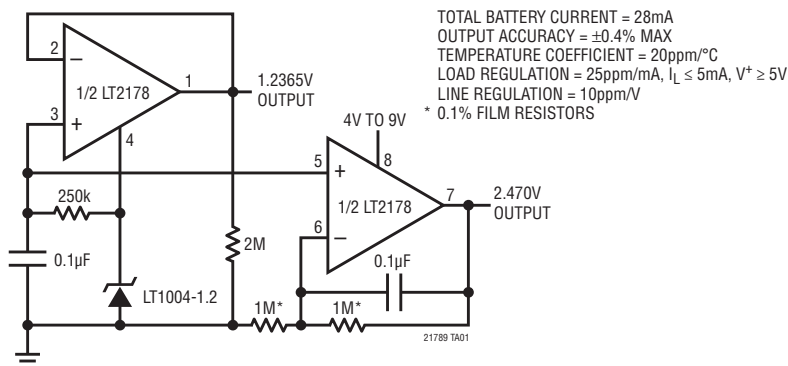 TOTAL BATTERY CURRENT = 28mA
OUTPUT ACCURACY = ±0.4% MAX
TEMPERATURE COEFFICIENT = 20ppm/°C
LOAD REGULATION = 25ppm/mA, IL ≤ 5mA, V+ ≥ 5V
LINE REGULATION = 10ppm/V
* 0.1% FILM RESISTORS
2
–
1/2 LT2178
1
1.2365V
OUTPUT
3
+
4
4V TO 9V
8
5
+
1/2 LT2178
7
2.470V
OUTPUT
6
–
250k
2M
0.1µF
0.1µF
LT1004-1.2
1M*
1M*
21789 TA01